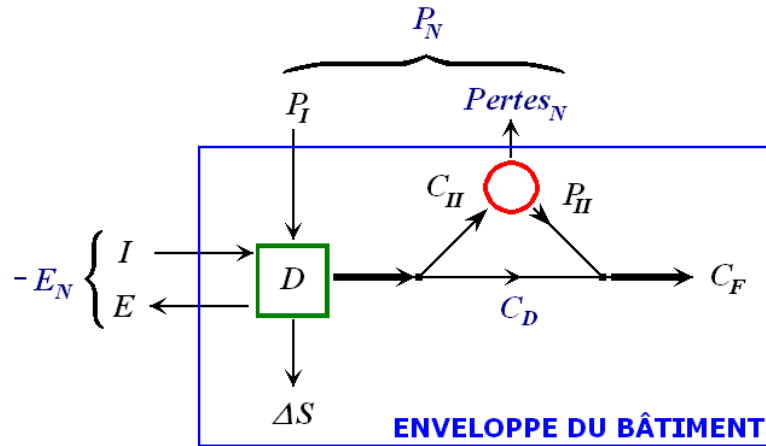 P_N
P_I
Pertes_N
C_II
P_II
- E_N
I
E
D
C_D
C_F
ΔS
ENVELOPPE DU BÂTIMENT